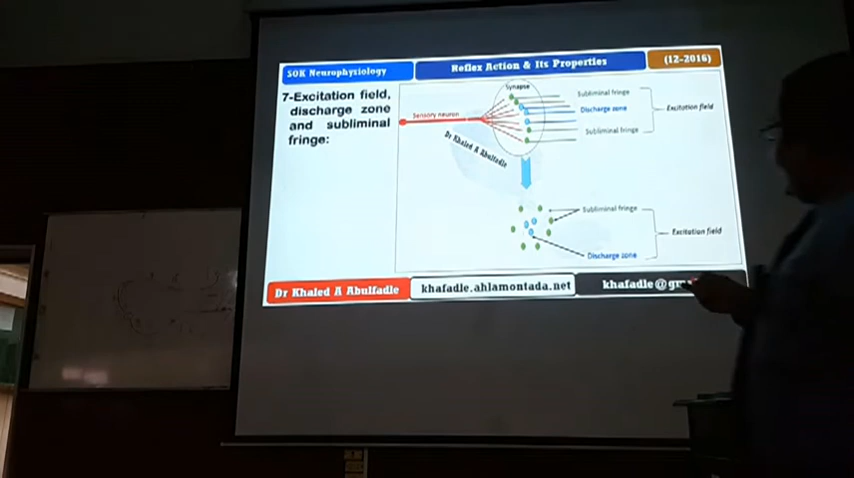 SOK Neurophysiology
Reflex Action & Its Properties
(12-2016)
7-Excitation field,
discharge zone
and subliminal
fringe:
Synapse
Sensory neuron
Subliminal fringe
Discharge zone
Excitation field
Subliminal fringe
Dr Khaled A Abulfadle
Subliminal fringe
Excitation field
Discharge zone
Dr Khaled A Abulfadle
khafadle.ahlamontada.net
khafadle@